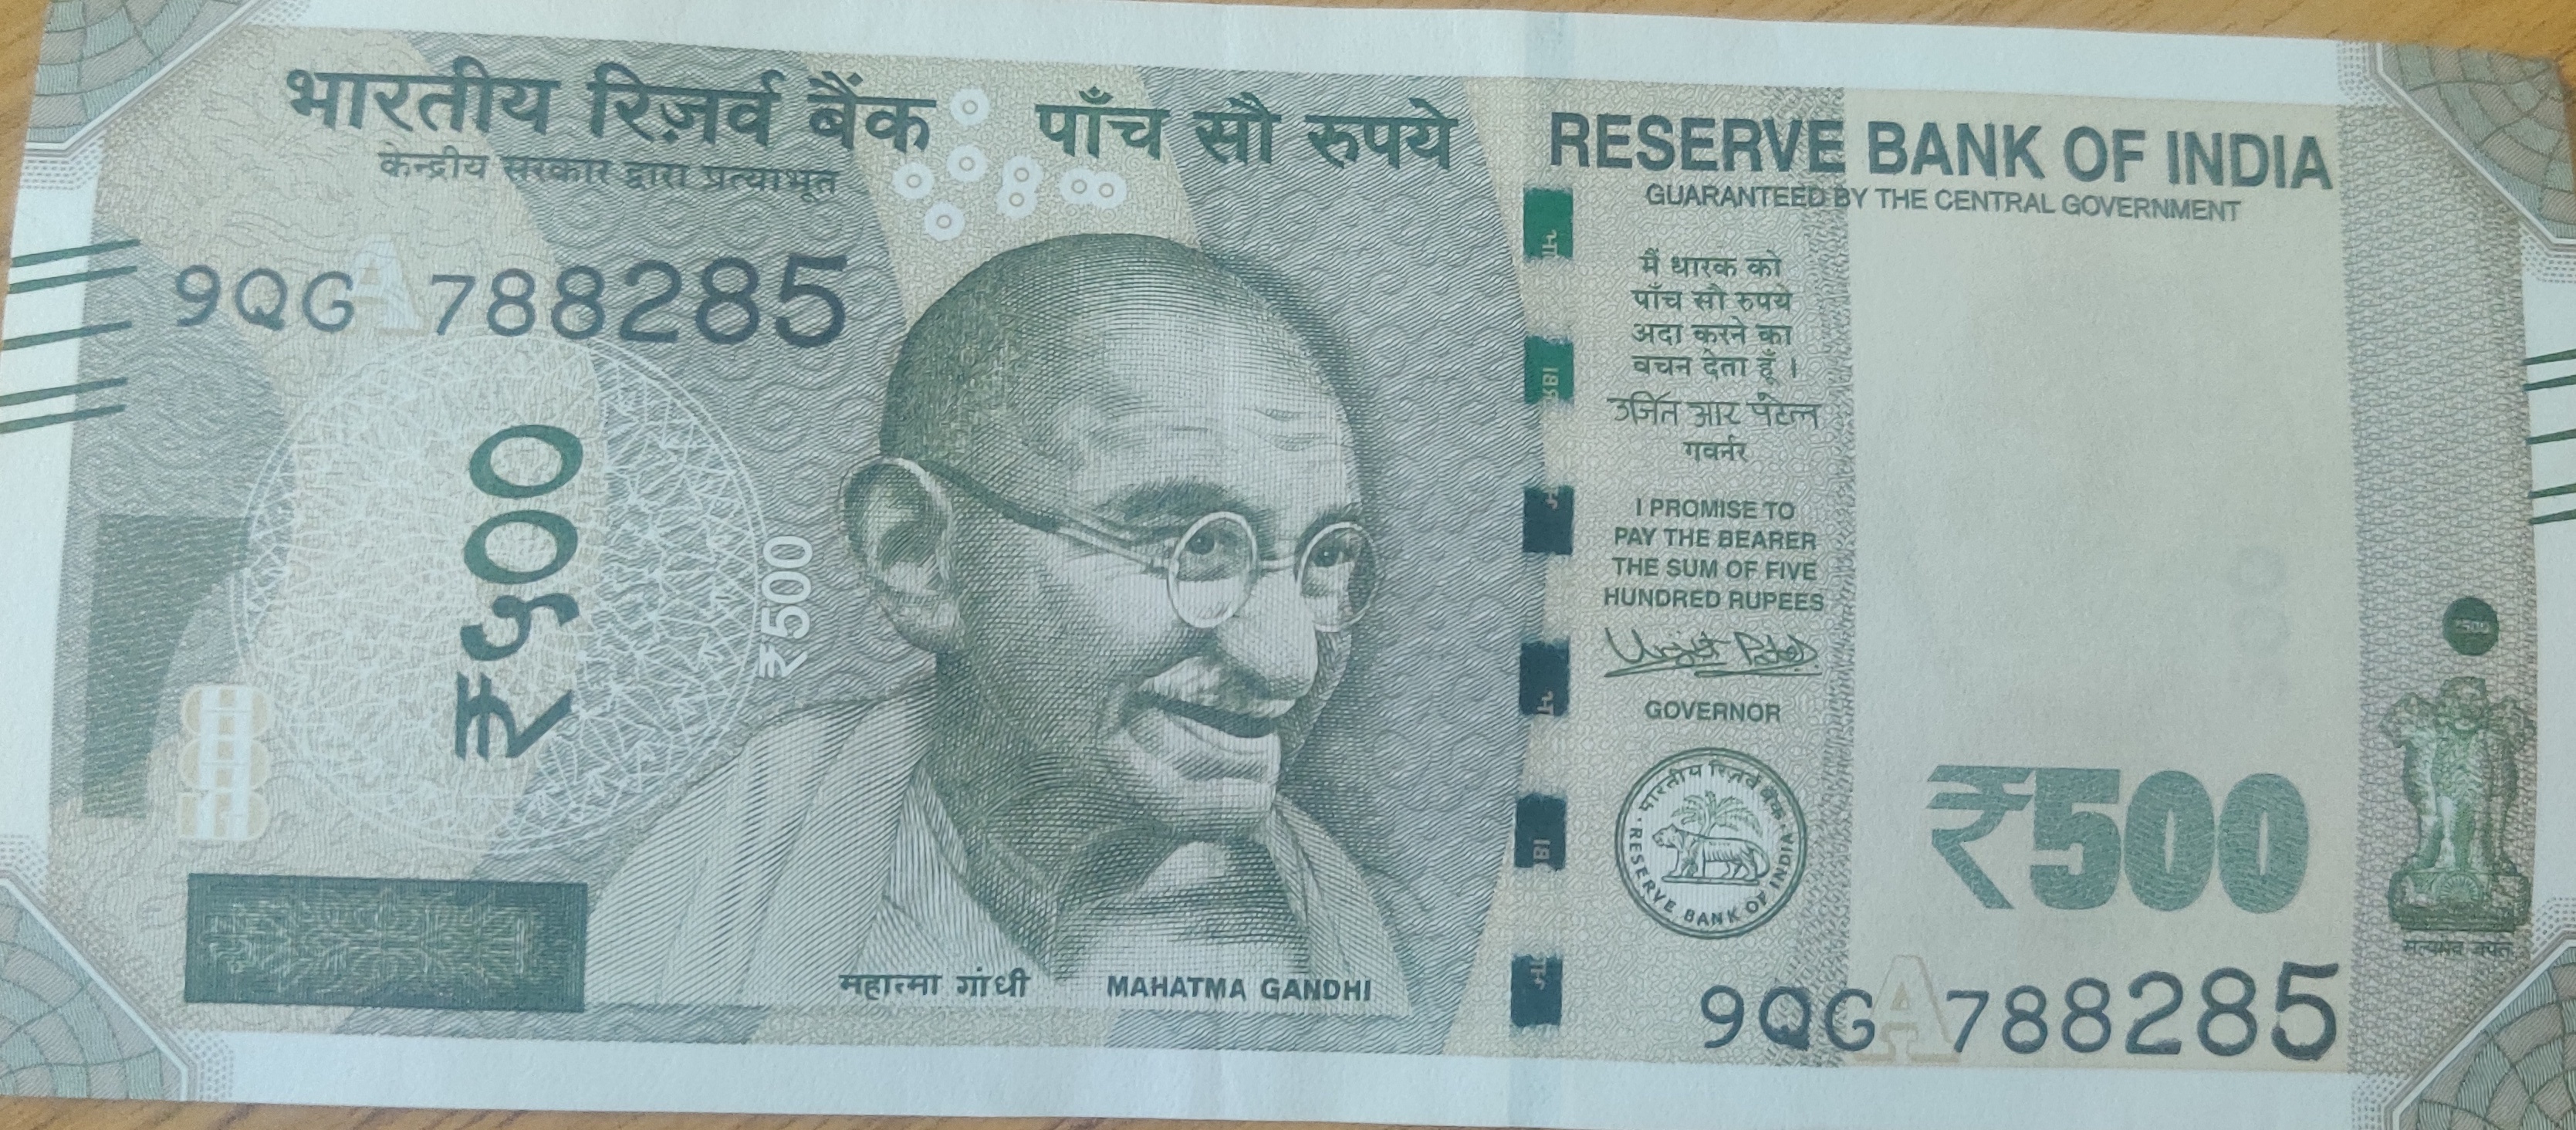 भारतीय रिज़र्व बैंक
केन्द्रीय सरकार द्वारा प्रत्याभूत
पाँच सौ रुपये
RESERVE BANK OF INDIA
GUARANTEED BY THE CENTRAL GOVERNMENT
9QG 788285
₹५००
₹500
मैं धारक को
पाँच सौ रुपये
अदा करने का
वचन देता हूँ ।
उर्जित आर पटेल
गवर्नर
I PROMISE TO
PAY THE BEARER
THE SUM OF FIVE
HUNDRED RUPEES
Urjit Patel
GOVERNOR
भारतीय रिज़र्व बैंक
RESERVE BANK OF INDIA
₹500
सत्यमेव जयते
महात्मा गांधी
MAHATMA GANDHI
9QG A 788285